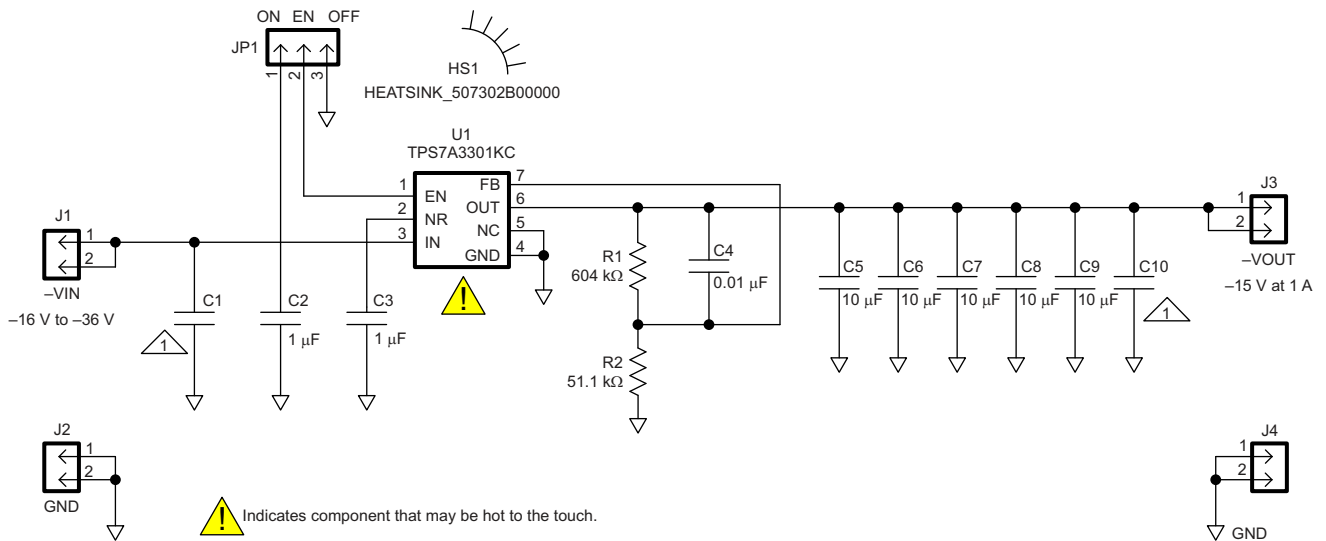 ON EN OFF
JP1
1 2 3
HS1
HEATSINK_507302B00000
U1
TPS7A3301KC
1 EN
2 NR
3 IN
FB 7
OUT 6
NC 5
GND 4
J1
1
2
–VIN
–16 V to –36 V
C1
1
C2
1 μF
C3
1 μF
!
R1
604 kΩ
C4
0.01 μF
R2
51.1 kΩ
C5
10 μF
C6
10 μF
C7
10 μF
C8
10 μF
C9
10 μF
C10
1
J3
1
2
–VOUT
–15 V at 1 A
J2
1
2
GND
J4
1
2
GND
! Indicates component that may be hot to the touch.